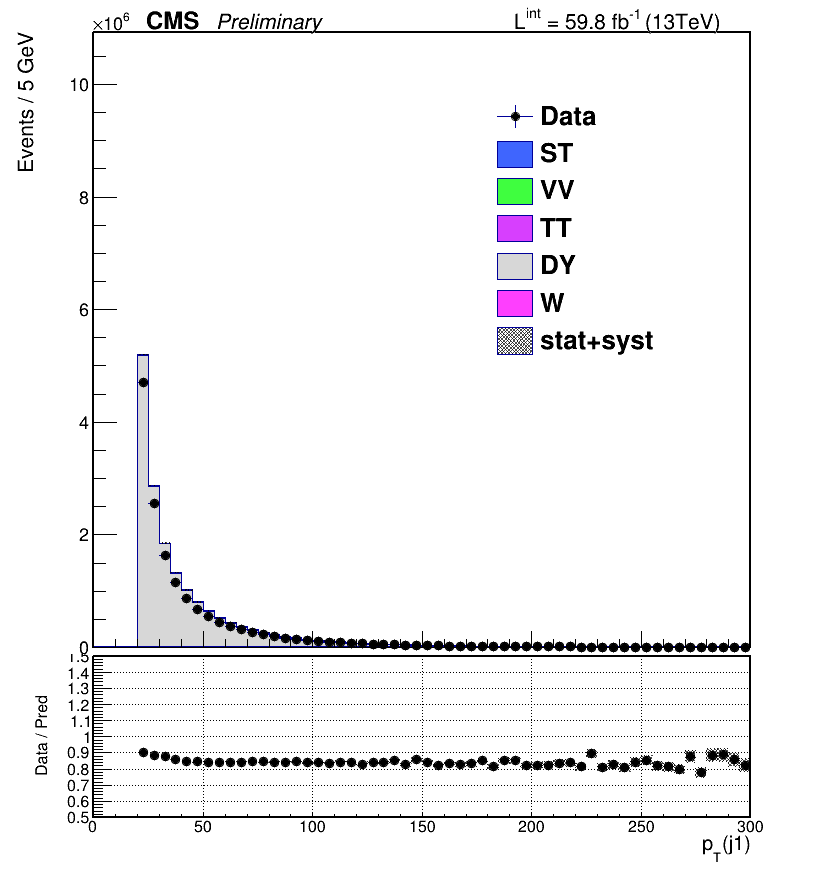 ×10⁶ CMS Preliminary L^int = 59.8 fb⁻¹ (13TeV)
Events / 5 GeV
10
8
6
4
2
0
Data
ST
VV
TT
DY
W
stat+syst
Data / Pred
1.5
1.4
1.3
1.2
1.1
1
0.9
0.8
0.7
0.6
0.5
0 50 100 150 200 250 300
p_T(j1)